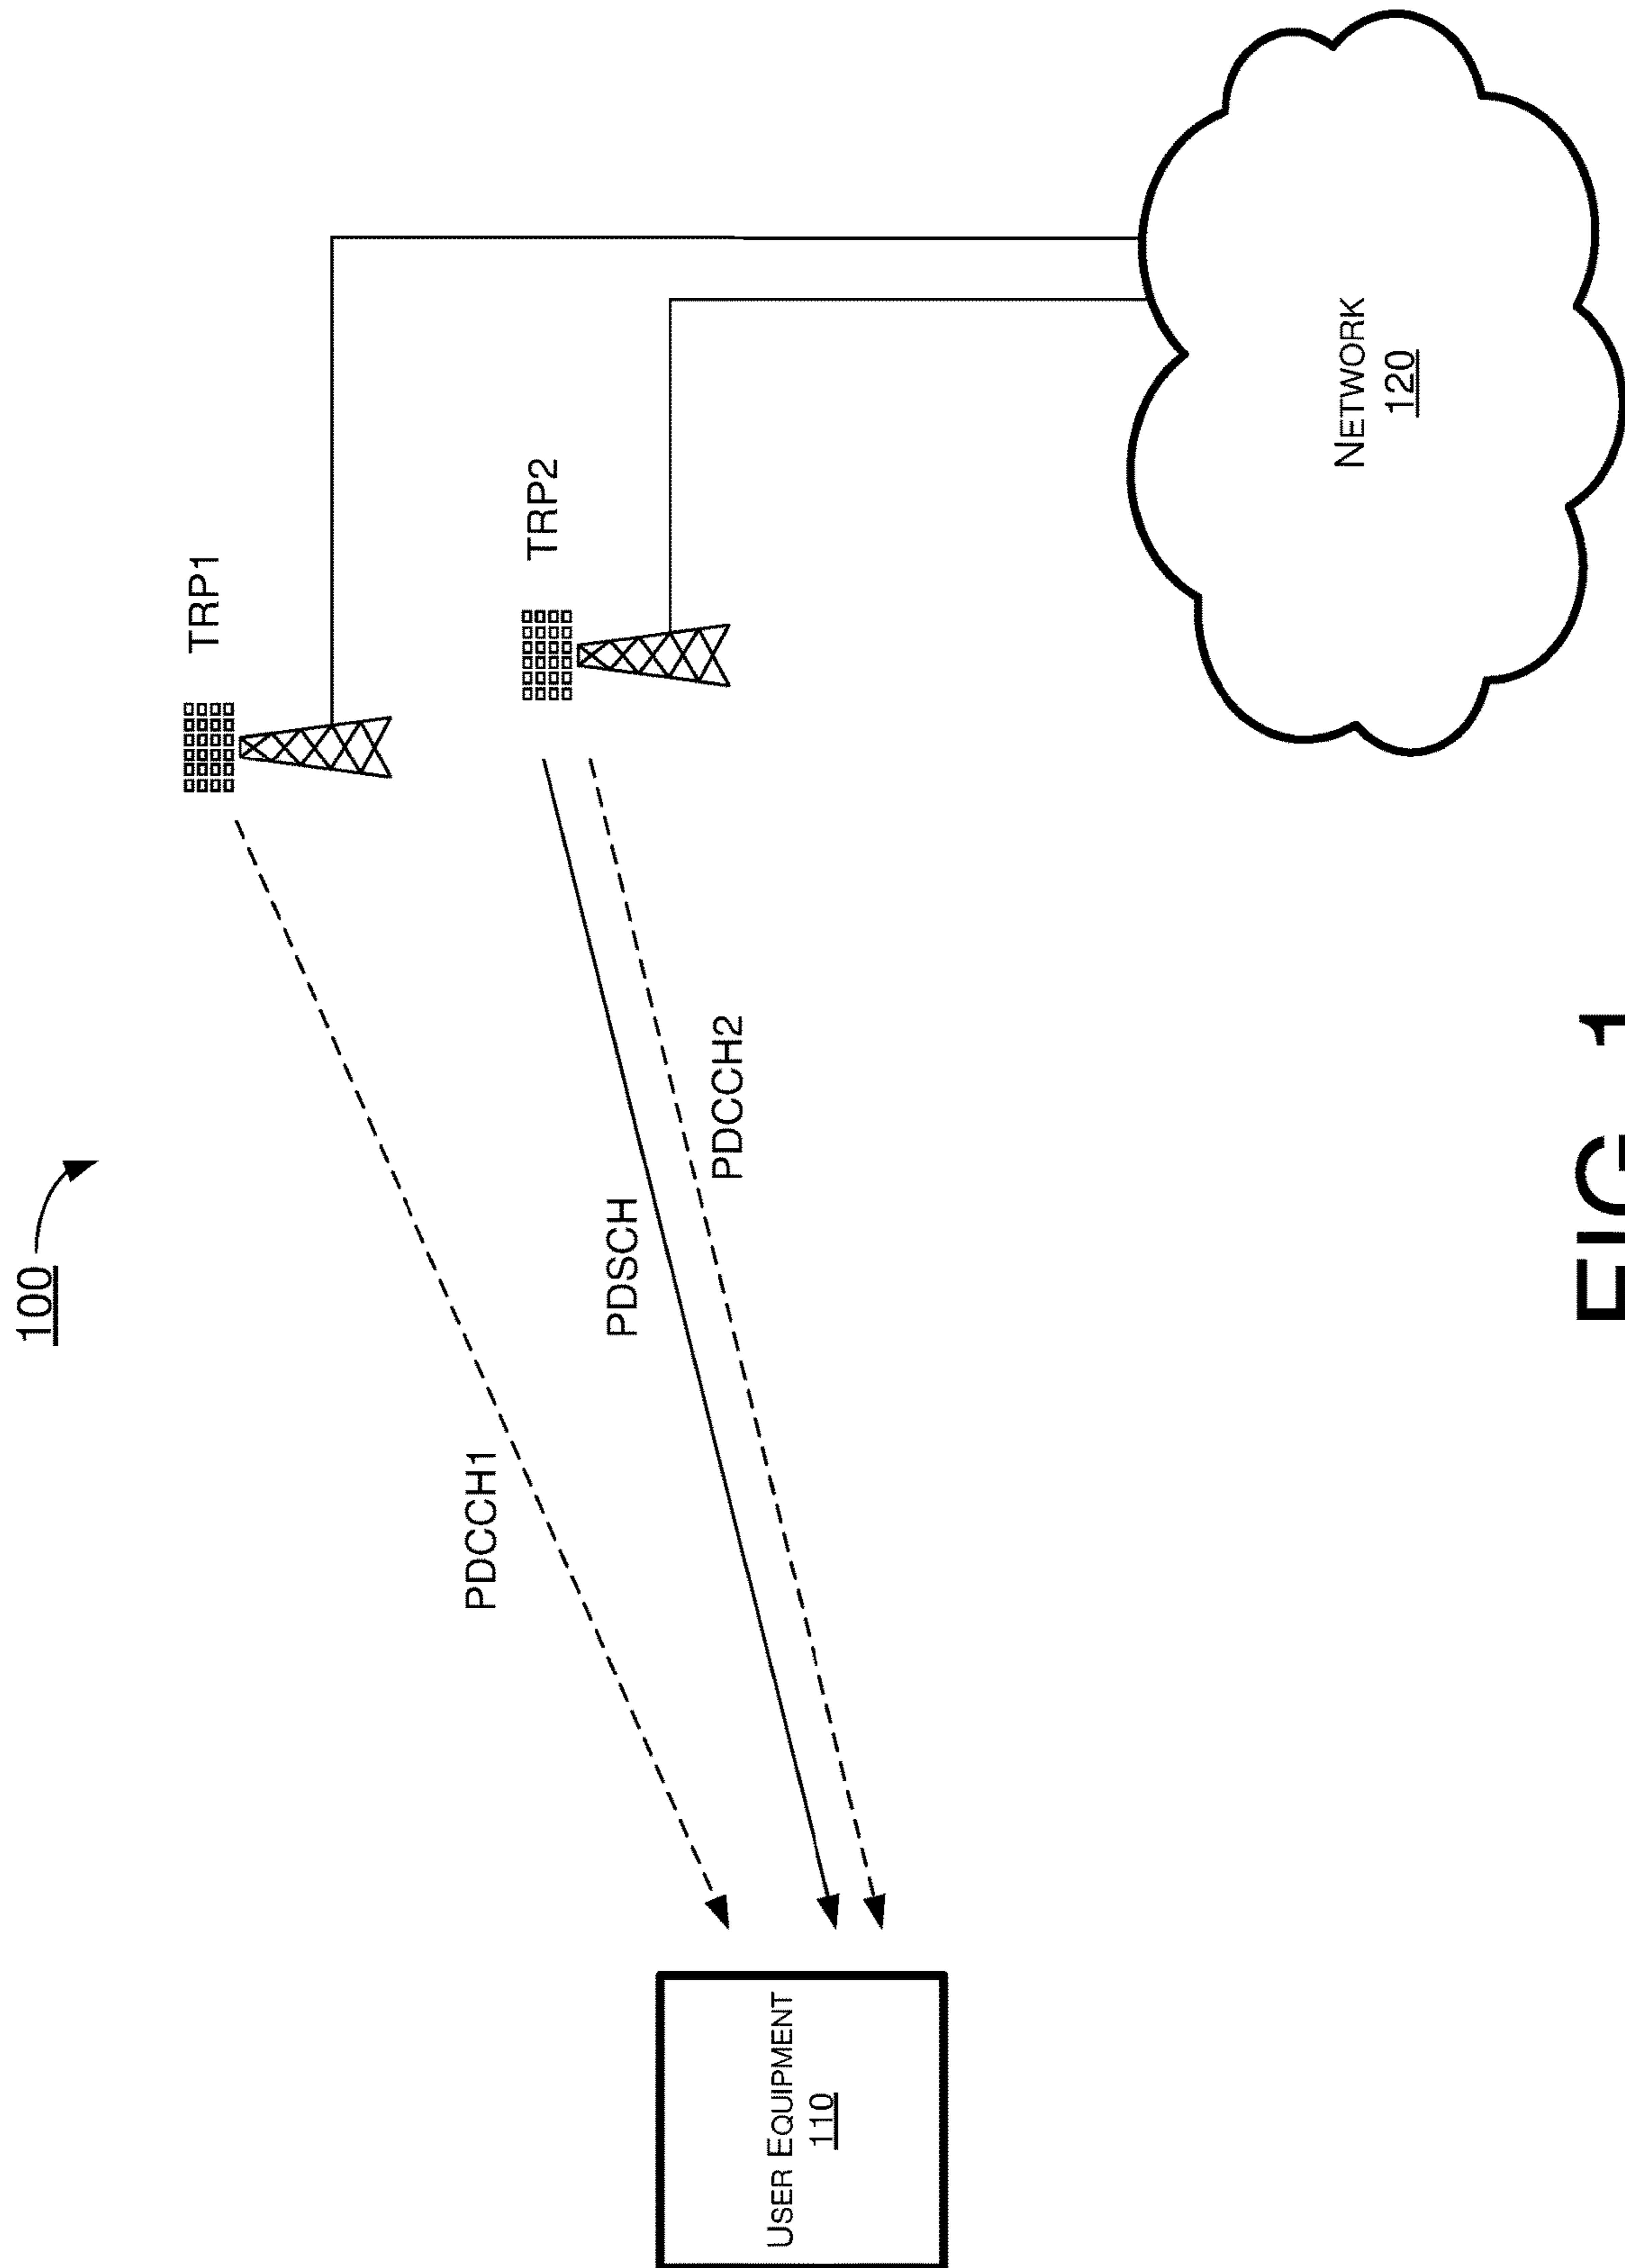 100
TRP1
PDCCH1
TRP2
PDSCH
PDCCH2
USER EQUIPMENT
110
NETWORK
120
FIG. 1